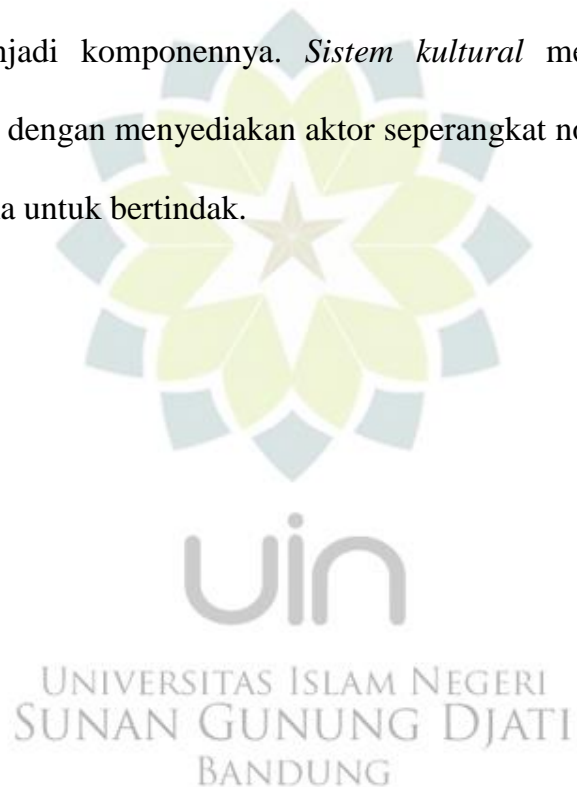 njadi komponennya. Sistem kultural me
dengan menyediakan aktor seperangkat no
a untuk bertindak.
uin
UNIVERSITAS ISLAM NEGERI
SUNAN GUNUNG DJATI
BANDUNG